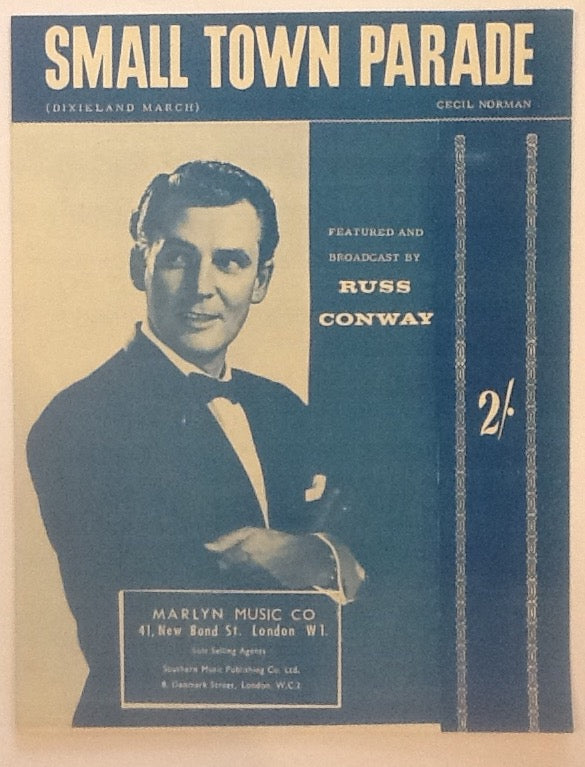 SMALL TOWN PARADE
(DIXIELAND MARCH) CECIL NORMAN
FEATURED AND
BROADCAST BY
RUSS
CONWAY
2/-
MARLYN MUSIC CO
41, New Bond St. London W1.
Sole Selling Agents
Southern Music Publishing Co. Ltd.
8, Denmark Street, London, W.C.2